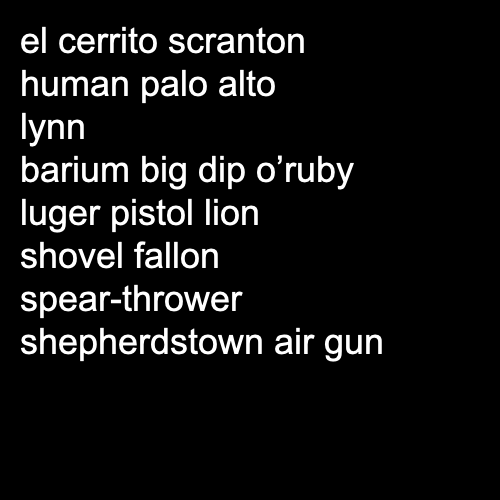 el cerrito scranton
human palo alto
lynn
barium big dip o’ruby
luger pistol lion
shovel fallon
spear-thrower
shepherdstown air gun